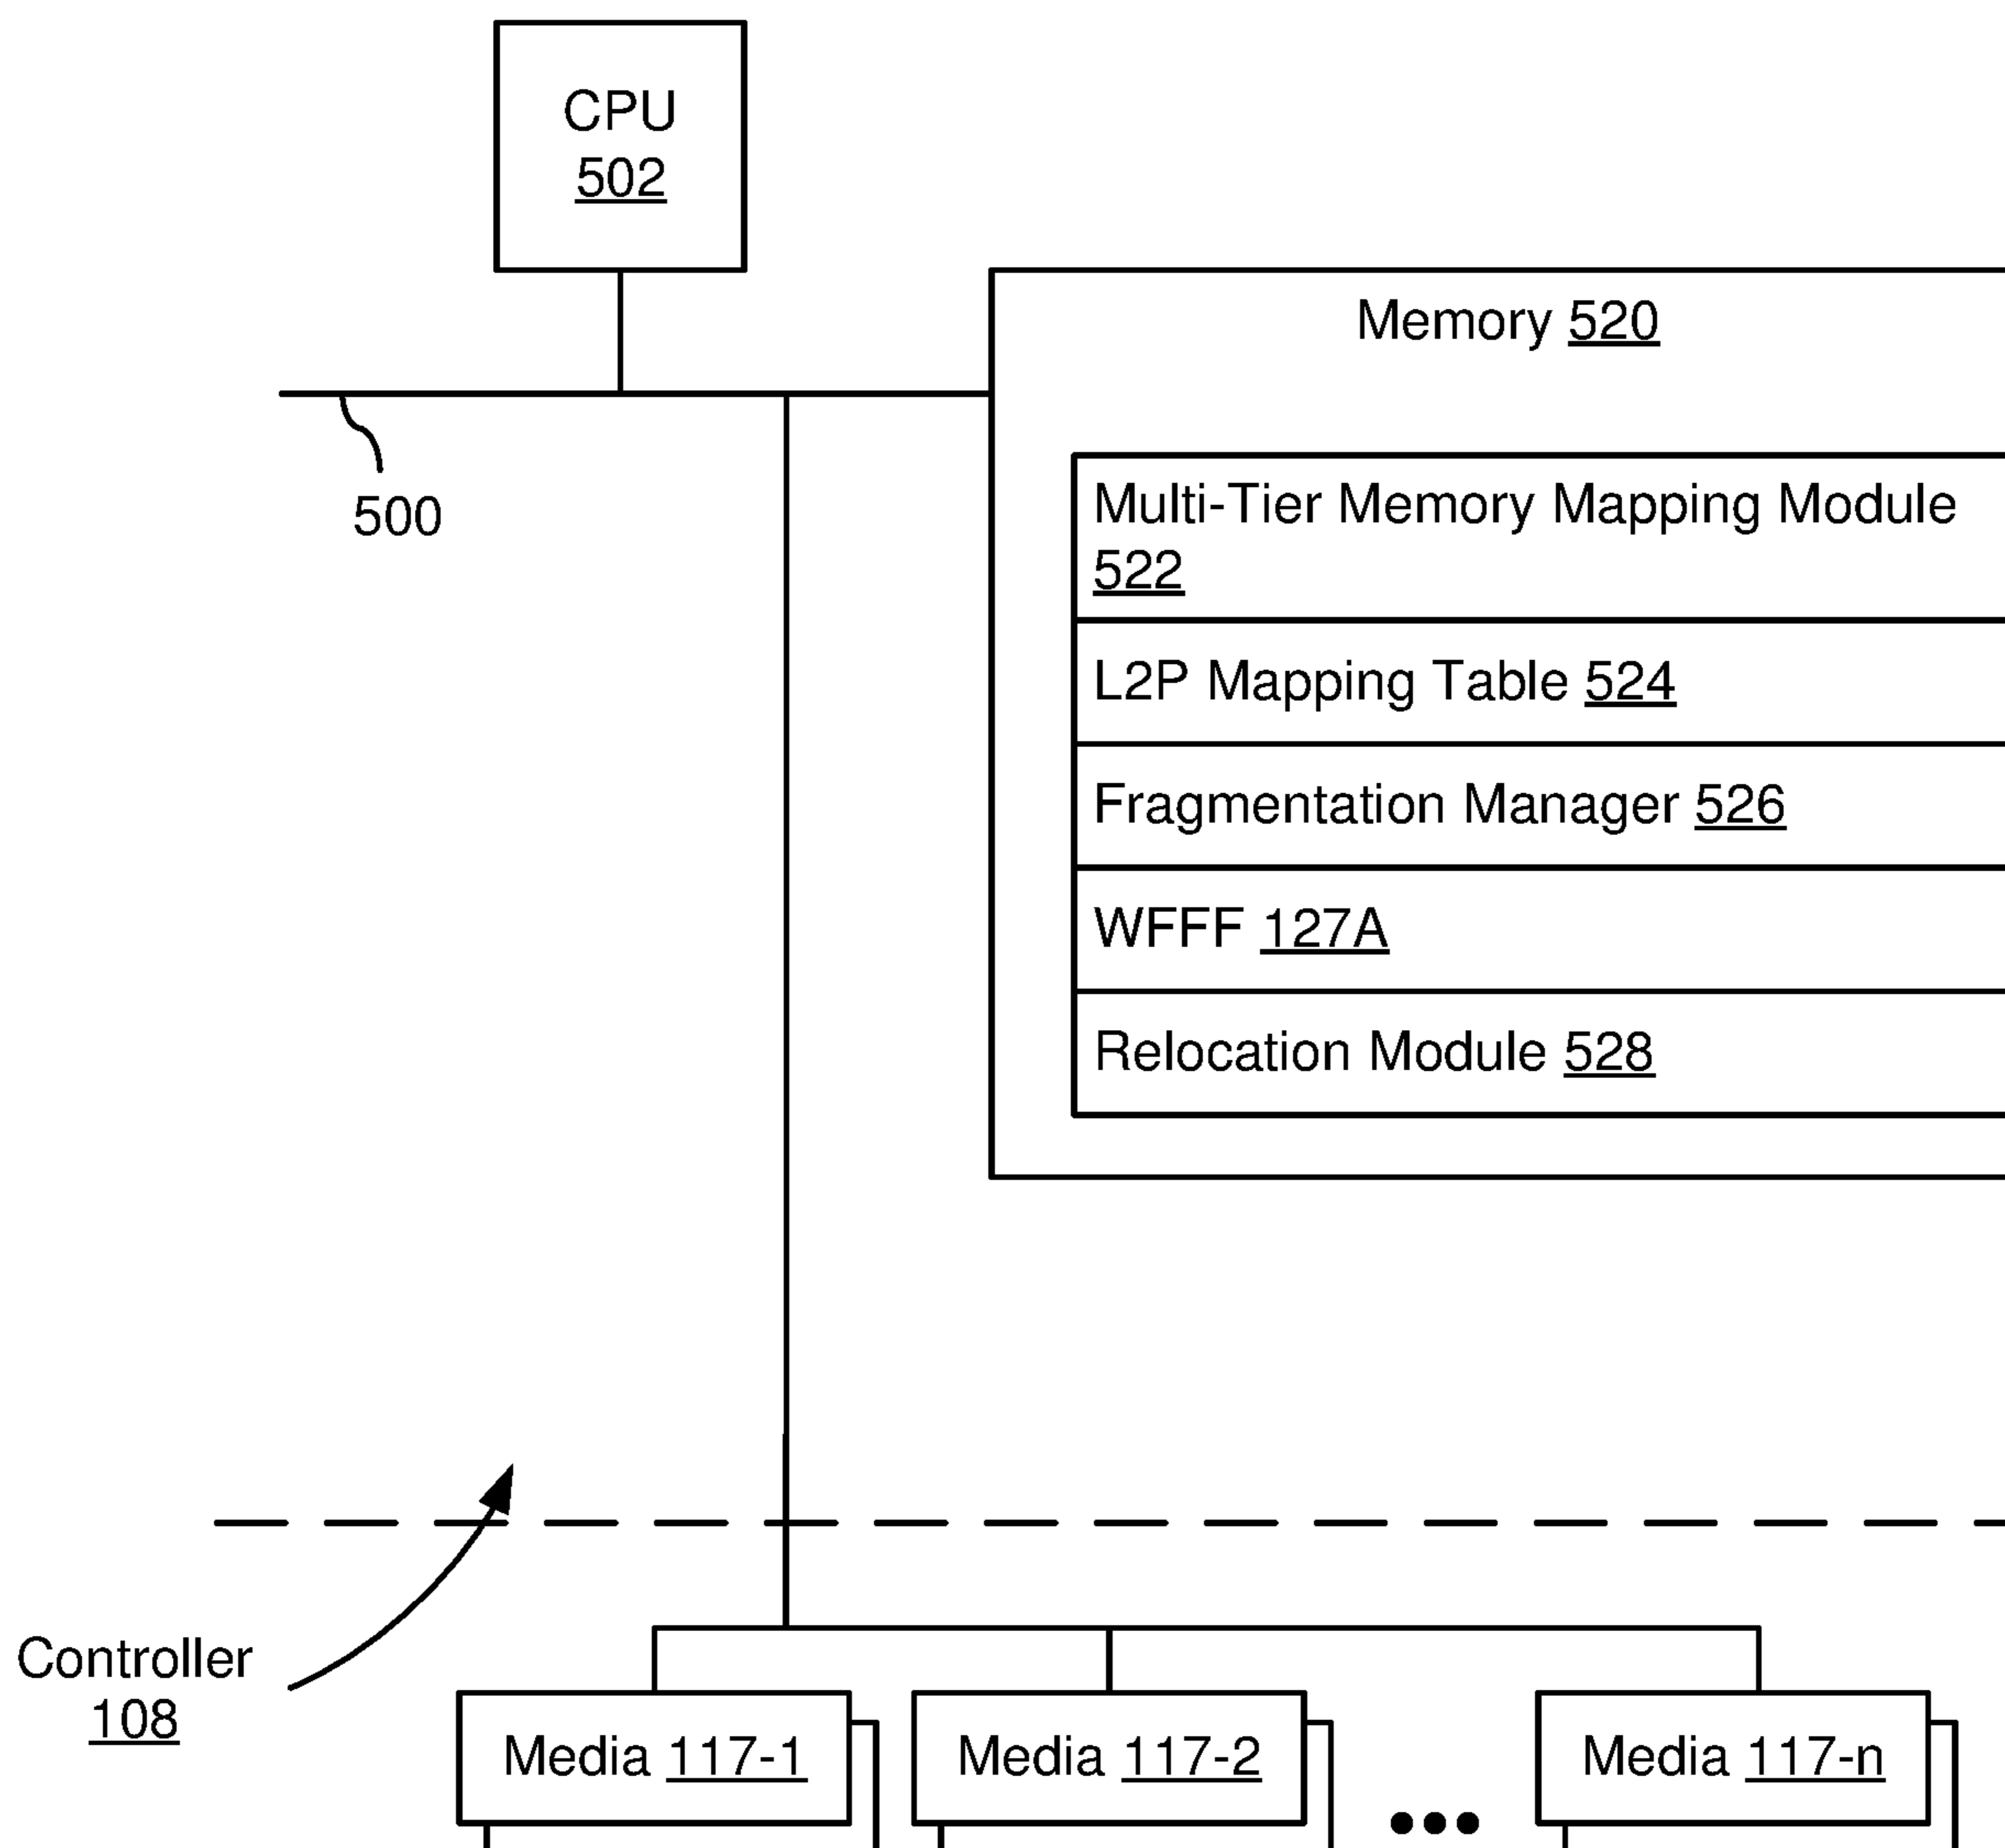 CPU
502
Memory 520
500
Multi-Tier Memory Mapping Module
522
L2P Mapping Table 524
Fragmentation Manager 526
WFFF 127A
Relocation Module 528
Controller
108
Media 117-1
Media 117-2
Media 117-n